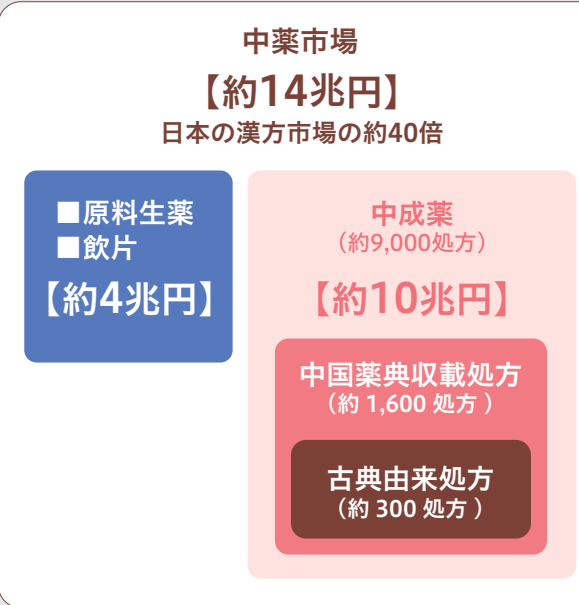 中薬市場
【約14兆円】
日本の漢方市場の約40倍
■原料生薬
■飲片
【約4兆円】
中成薬
（約9,000処方）
【約10兆円】
中国薬典収載処方
（約 1,600 処方 ）
古典由来処方
（約 300 処方 ）